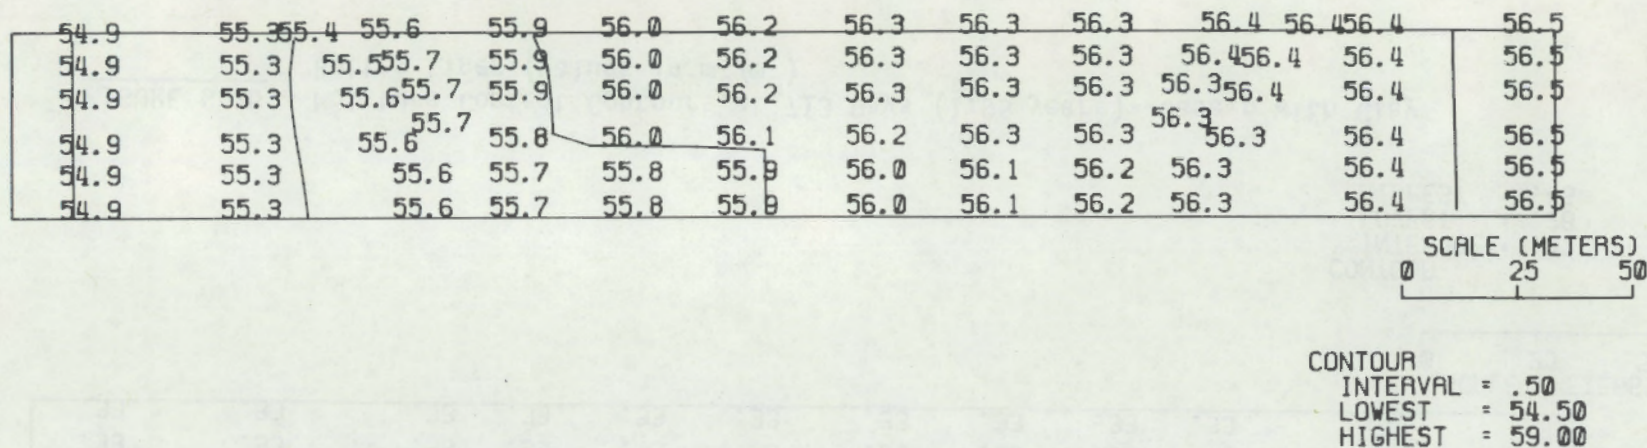 54.9 55.3 55.4 55.6 55.9 56.0 56.2 56.3 56.3 56.3 56.4 56.4 56.4 56.5
54.9 55.3 55.5 55.7 55.9 56.0 56.2 56.3 56.3 56.3 56.4 56.4 56.4 56.5
54.9 55.3 55.6 55.7 55.9 56.0 56.2 56.3 56.3 56.3 56.3 56.4 56.4 56.5
55.7 56.3
54.9 55.3 55.6 55.8 56.0 56.1 56.2 56.3 56.3 56.3 56.4 56.5
54.9 55.3 55.6 55.7 55.8 55.9 56.0 56.1 56.2 56.3 56.4 56.5
54.9 55.3 55.6 55.7 55.8 55.9 56.0 56.1 56.2 56.3 56.4 56.5
SCALE (METERS)
0 25 50
CONTOUR
INTERVAL = .50
LOWEST = 54.50
HIGHEST = 59.00